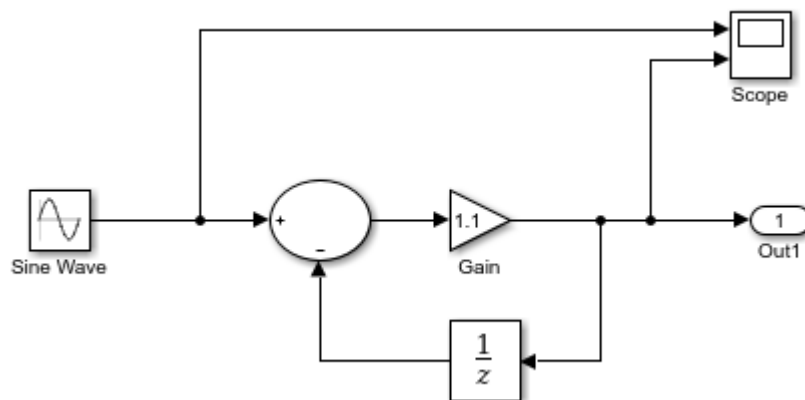 Scope
Sine Wave
+
−
1.1
Gain
1
Out1
1
z